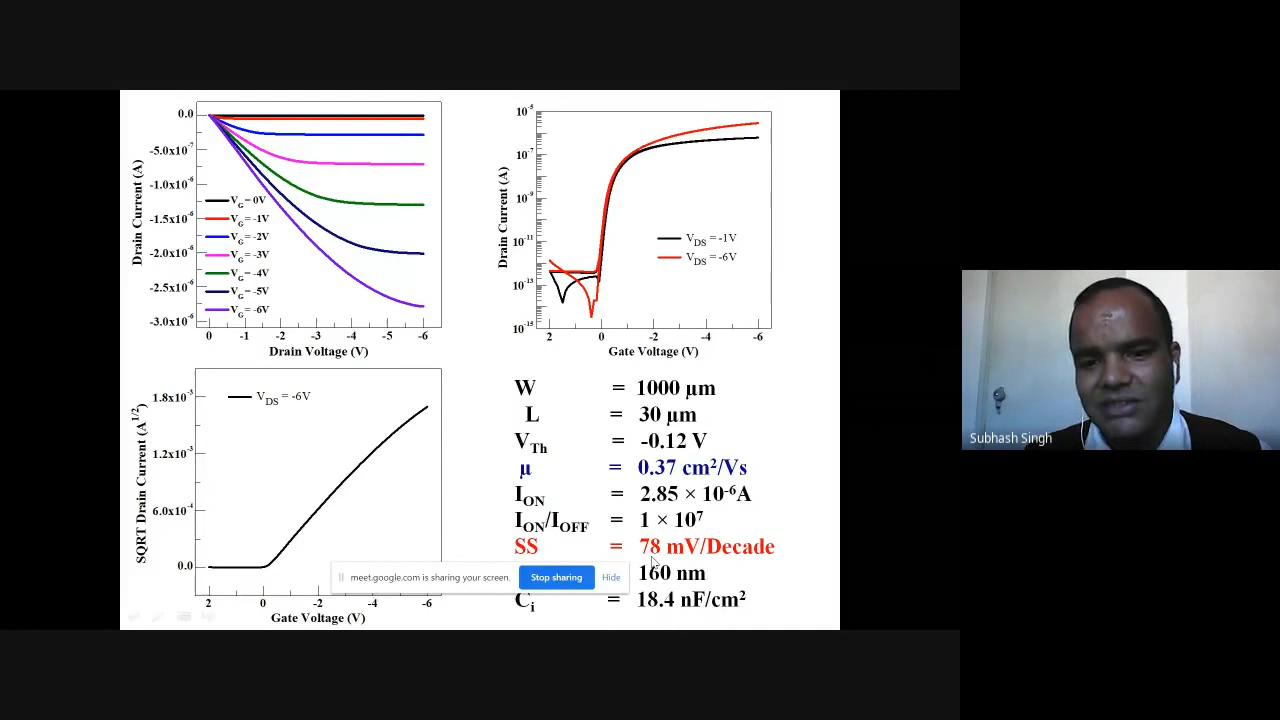 0.0
-5.0x10⁻⁷
-1.0x10⁻⁶
-1.5x10⁻⁶
-2.0x10⁻⁶
-2.5x10⁻⁶
-3.0x10⁻⁶
Drain Current (A)
V_G = 0V
V_G = -1V
V_G = -2V
V_G = -3V
V_G = -4V
V_G = -5V
V_G = -6V
0 -1 -2 -3 -4 -5 -6
Drain Voltage (V)
10⁻⁵
10⁻⁷
10⁻⁹
10⁻¹¹
10⁻¹³
10⁻¹⁵
Drain Current (A)
V_DS = -1V
V_DS = -6V
2 0 -2 -4 -6
Gate Voltage (V)
1.8x10⁻³
1.2x10⁻³
6.0x10⁻⁴
0.0
SQRT Drain Current (A^1/2)
V_DS = -6V
2 0 -2 -4 -6
Gate Voltage (V)
W = 1000 µm
L = 30 µm
V_Th = -0.12 V
µ = 0.37 cm²/Vs
I_ON = 2.85 × 10⁻⁶A
I_ON/I_OFF = 1 × 10⁷
SS = 78 mV/Decade
160 nm
C_i = 18.4 nF/cm²
meet.google.com is sharing your screen. Stop sharing Hide
Subhash Singh